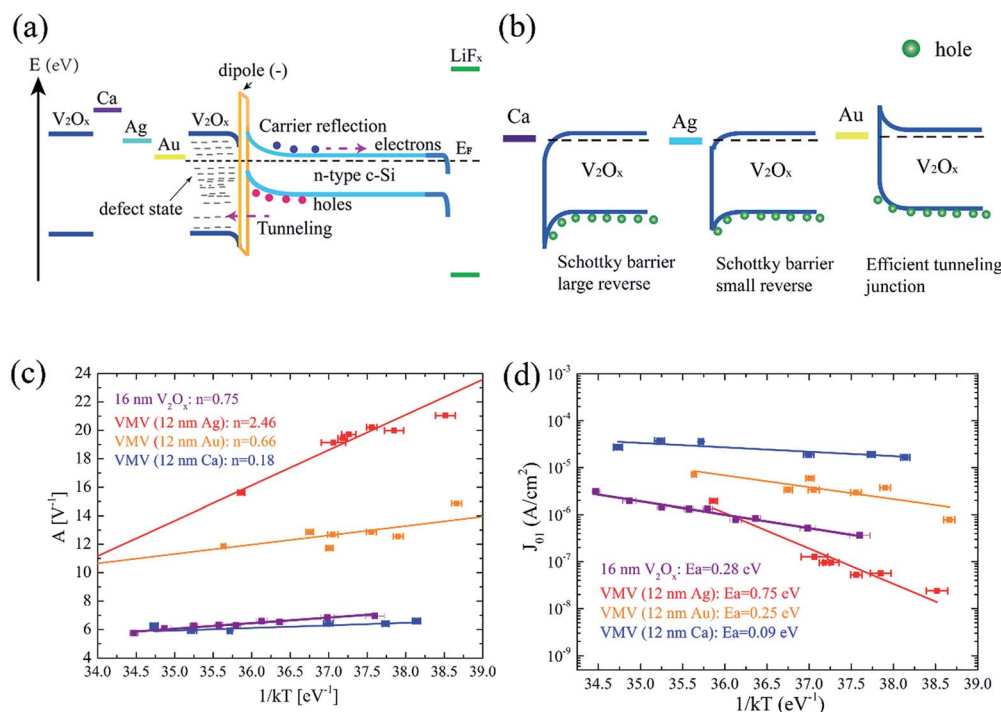 (a)
E (eV)
LiFₓ
dipole (-)
Ca
V₂Oₓ
V₂Oₓ
Carrier reflection
Ag
Au
electrons
E_F
n-type c-Si
defect state
holes
Tunneling
(b)
hole
Ca
Ag
Au
V₂Oₓ
V₂Oₓ
V₂Oₓ
Schottky barrier
large reverse
Schottky barrier
small reverse
Efficient tunneling
junction
(c)
A [V⁻¹]
24
22
20
18
16
14
12
10
8
6
4
16 nm V₂Oₓ: n=0.75
VMV (12 nm Ag): n=2.46
VMV (12 nm Au): n=0.66
VMV (12 nm Ca): n=0.18
34.0 34.5 35.0 35.5 36.0 36.5 37.0 37.5 38.0 38.5 39.0
1/kT [eV⁻¹]
(d)
J₀₁ (A/cm²)
10⁻³
10⁻⁴
10⁻⁵
10⁻⁶
10⁻⁷
10⁻⁸
16 nm V₂Oₓ: Ea=0.28 eV
VMV (12 nm Ag): Ea=0.75 eV
VMV (12 nm Au): Ea=0.25 eV
VMV (12 nm Ca): Ea=0.09 eV
34.5 35.0 35.5 36.0 36.5 37.0 37.5 38.0 38.5 39.0
1/kT (eV⁻¹)